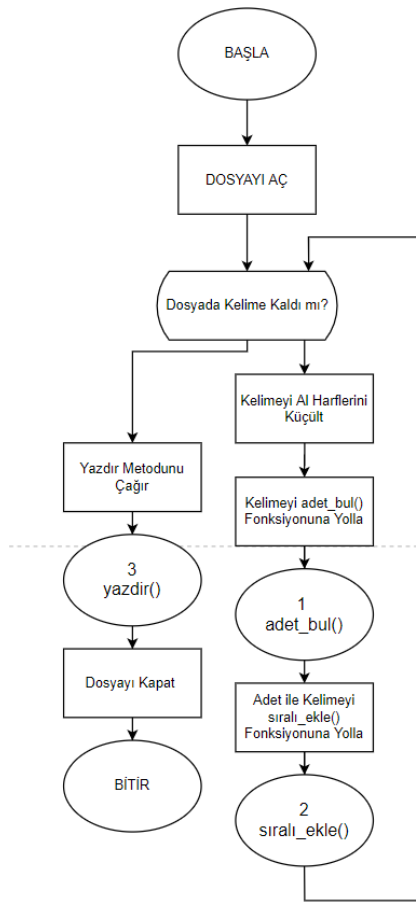 BAŞLA
DOSYAYI AÇ
Dosyada Kelime Kaldı mı?
Kelimeyi Al Harflerini
Küçült
Yazdır Metodunu
Çağır
Kelimeyi adet_bul()
Fonksiyonuna Yolla
3
yazdir()
1
adet_bul()
Dosyayı Kapat
Adet ile Kelimeyi
sıralı_ekle()
Fonksiyonuna Yolla
BİTİR
2
sıralı_ekle()